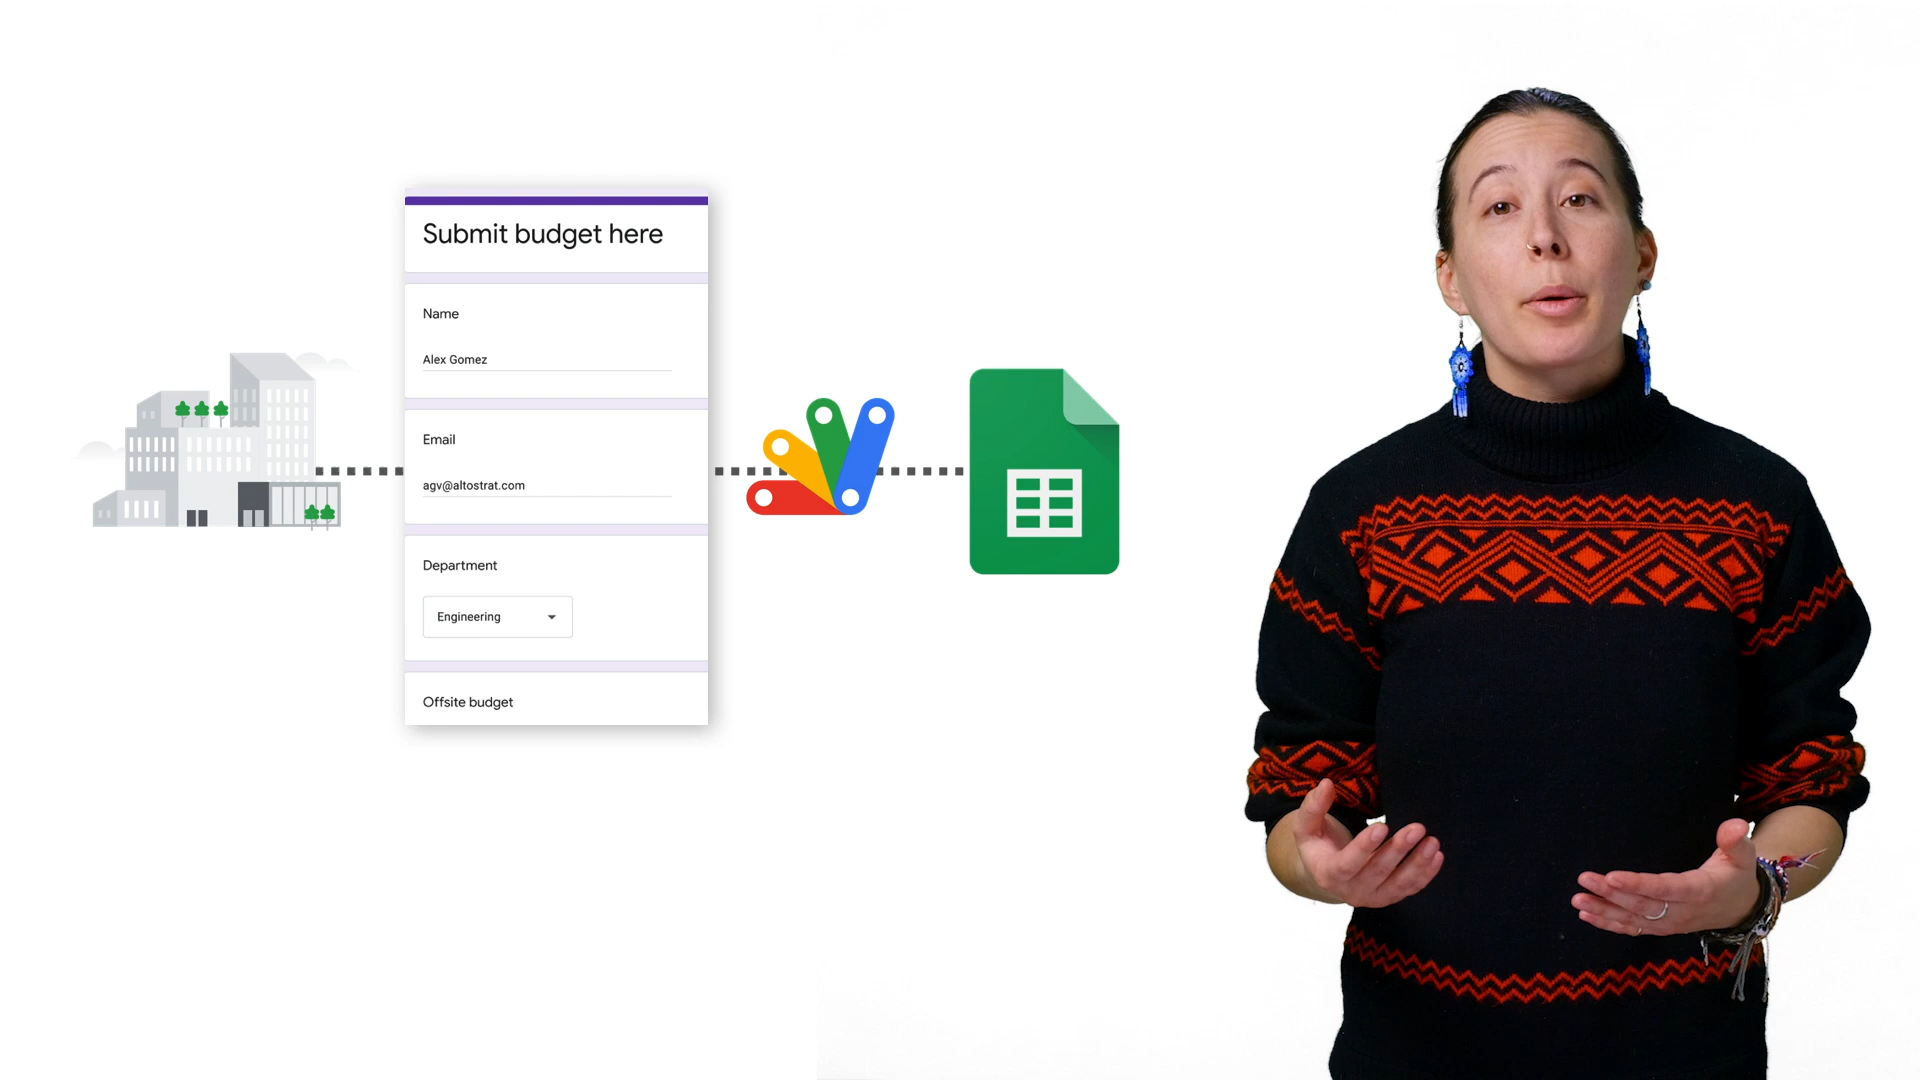 Submit budget here
Name
Alex Gomez
Email
agv@altostrat.com
Department
Engineering
Offsite budget